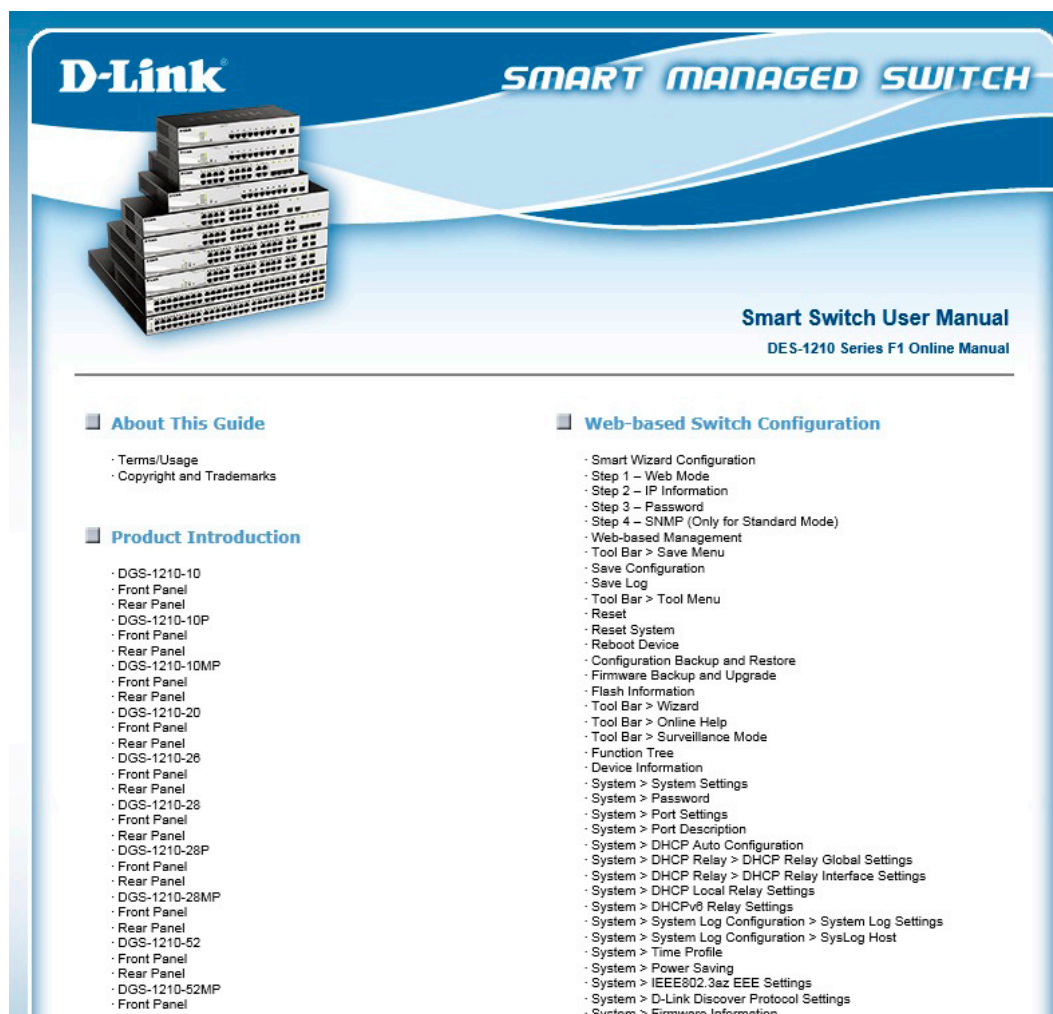 D-Link®
SMART MANAGED SWITCH
Smart Switch User Manual
DES-1210 Series F1 Online Manual
About This Guide
· Terms/Usage
· Copyright and Trademarks
Product Introduction
· DGS-1210-10
· Front Panel
· Rear Panel
· DGS-1210-10P
· Front Panel
· Rear Panel
· DGS-1210-10MP
· Front Panel
· Rear Panel
· DGS-1210-20
· Front Panel
· Rear Panel
· DGS-1210-26
· Front Panel
· Rear Panel
· DGS-1210-28
· Front Panel
· Rear Panel
· DGS-1210-28P
· Front Panel
· Rear Panel
· DGS-1210-28MP
· Front Panel
· Rear Panel
· DGS-1210-52
· Front Panel
· Rear Panel
· DGS-1210-52MP
· Front Panel
Web-based Switch Configuration
· Smart Wizard Configuration
· Step 1 – Web Mode
· Step 2 – IP Information
· Step 3 – Password
· Step 4 – SNMP (Only for Standard Mode)
· Web-based Management
· Tool Bar > Save Menu
· Save Configuration
· Save Log
· Tool Bar > Tool Menu
· Reset
· Reset System
· Reboot Device
· Configuration Backup and Restore
· Firmware Backup and Upgrade
· Flash Information
· Tool Bar > Wizard
· Tool Bar > Online Help
· Tool Bar > Surveillance Mode
· Function Tree
· Device Information
· System > System Settings
· System > Password
· System > Port Settings
· System > Port Description
· System > DHCP Auto Configuration
· System > DHCP Relay > DHCP Relay Global Settings
· System > DHCP Relay > DHCP Relay Interface Settings
· System > DHCP Local Relay Settings
· System > DHCPv6 Relay Settings
· System > System Log Configuration > System Log Settings
· System > System Log Configuration > SysLog Host
· System > Time Profile
· System > Power Saving
· System > IEEE802.3az EEE Settings
· System > D-Link Discover Protocol Settings
· System > Firmware Information